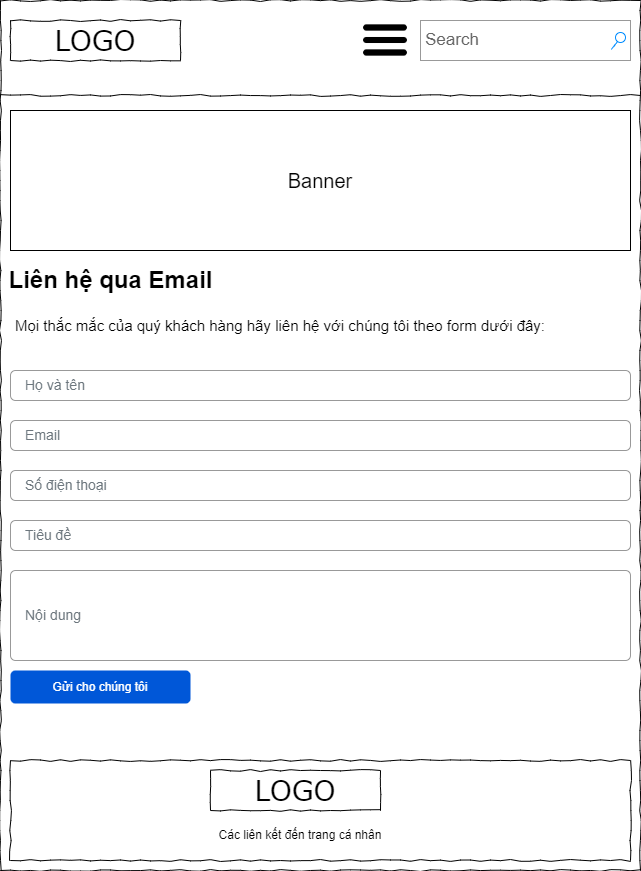 LOGO
Search
Banner
Liên hệ qua Email
Mọi thắc mắc của quý khách hàng hãy liên hệ với chúng tôi theo form dưới đây:
Họ và tên
Email
Số điện thoại
Tiêu đề
Nội dung
Gửi cho chúng tôi
LOGO
Các liên kết đến trang cá nhân